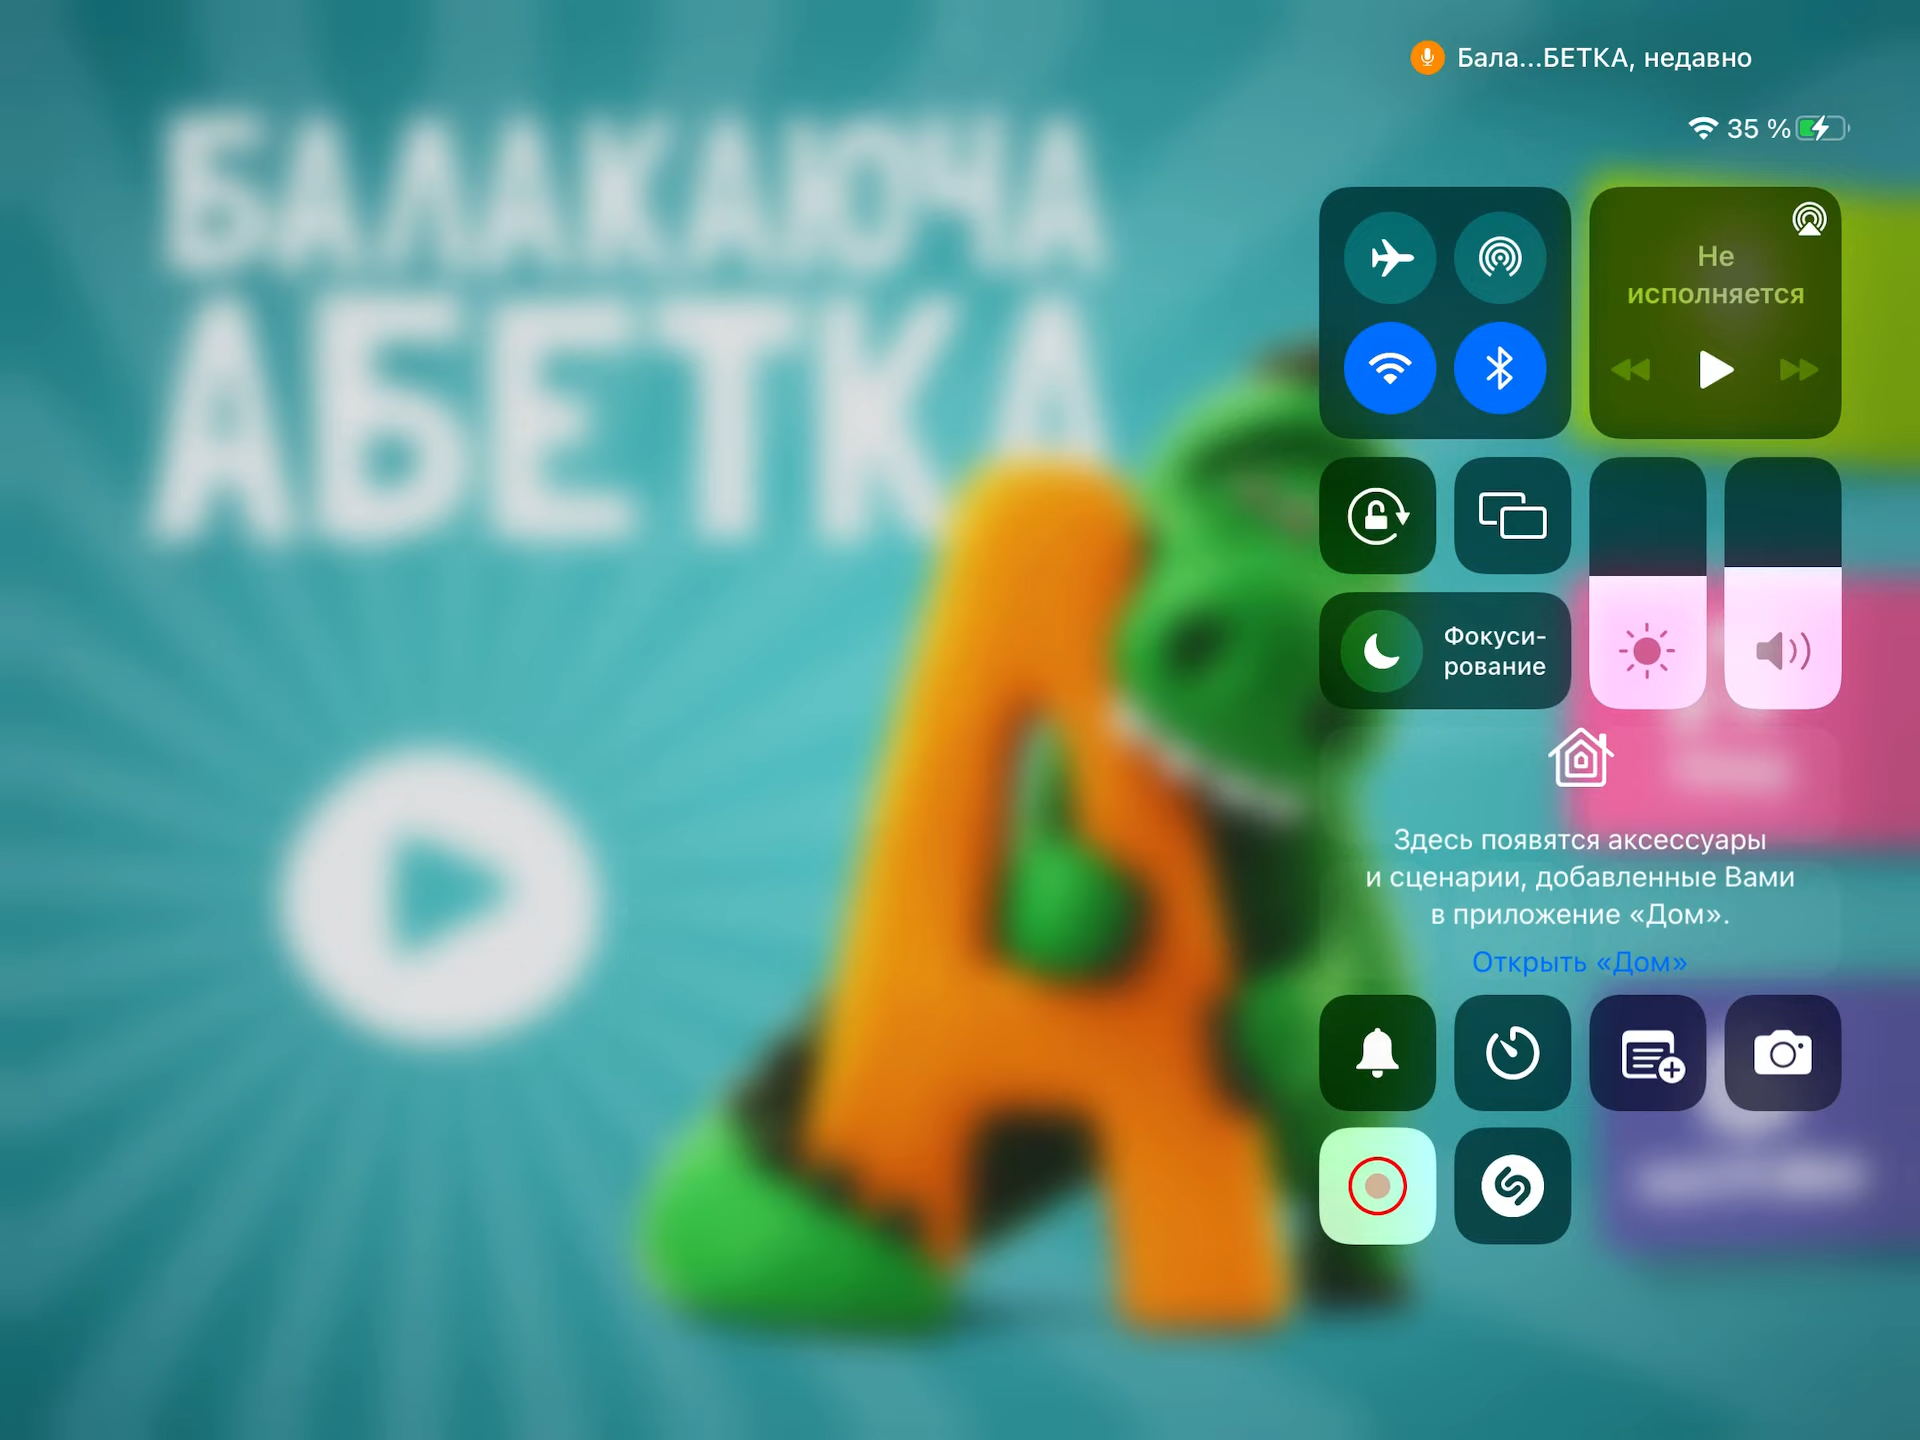 Бала...БЕТКА, недавно
35 %
БАЛАКАЮЧА
АБЕТКА
Не
исполняется
Фокуси-
рование
Здесь появятся аксессуары
и сценарии, добавленные Вами
в приложение «Дом».
Открыть «Дом»